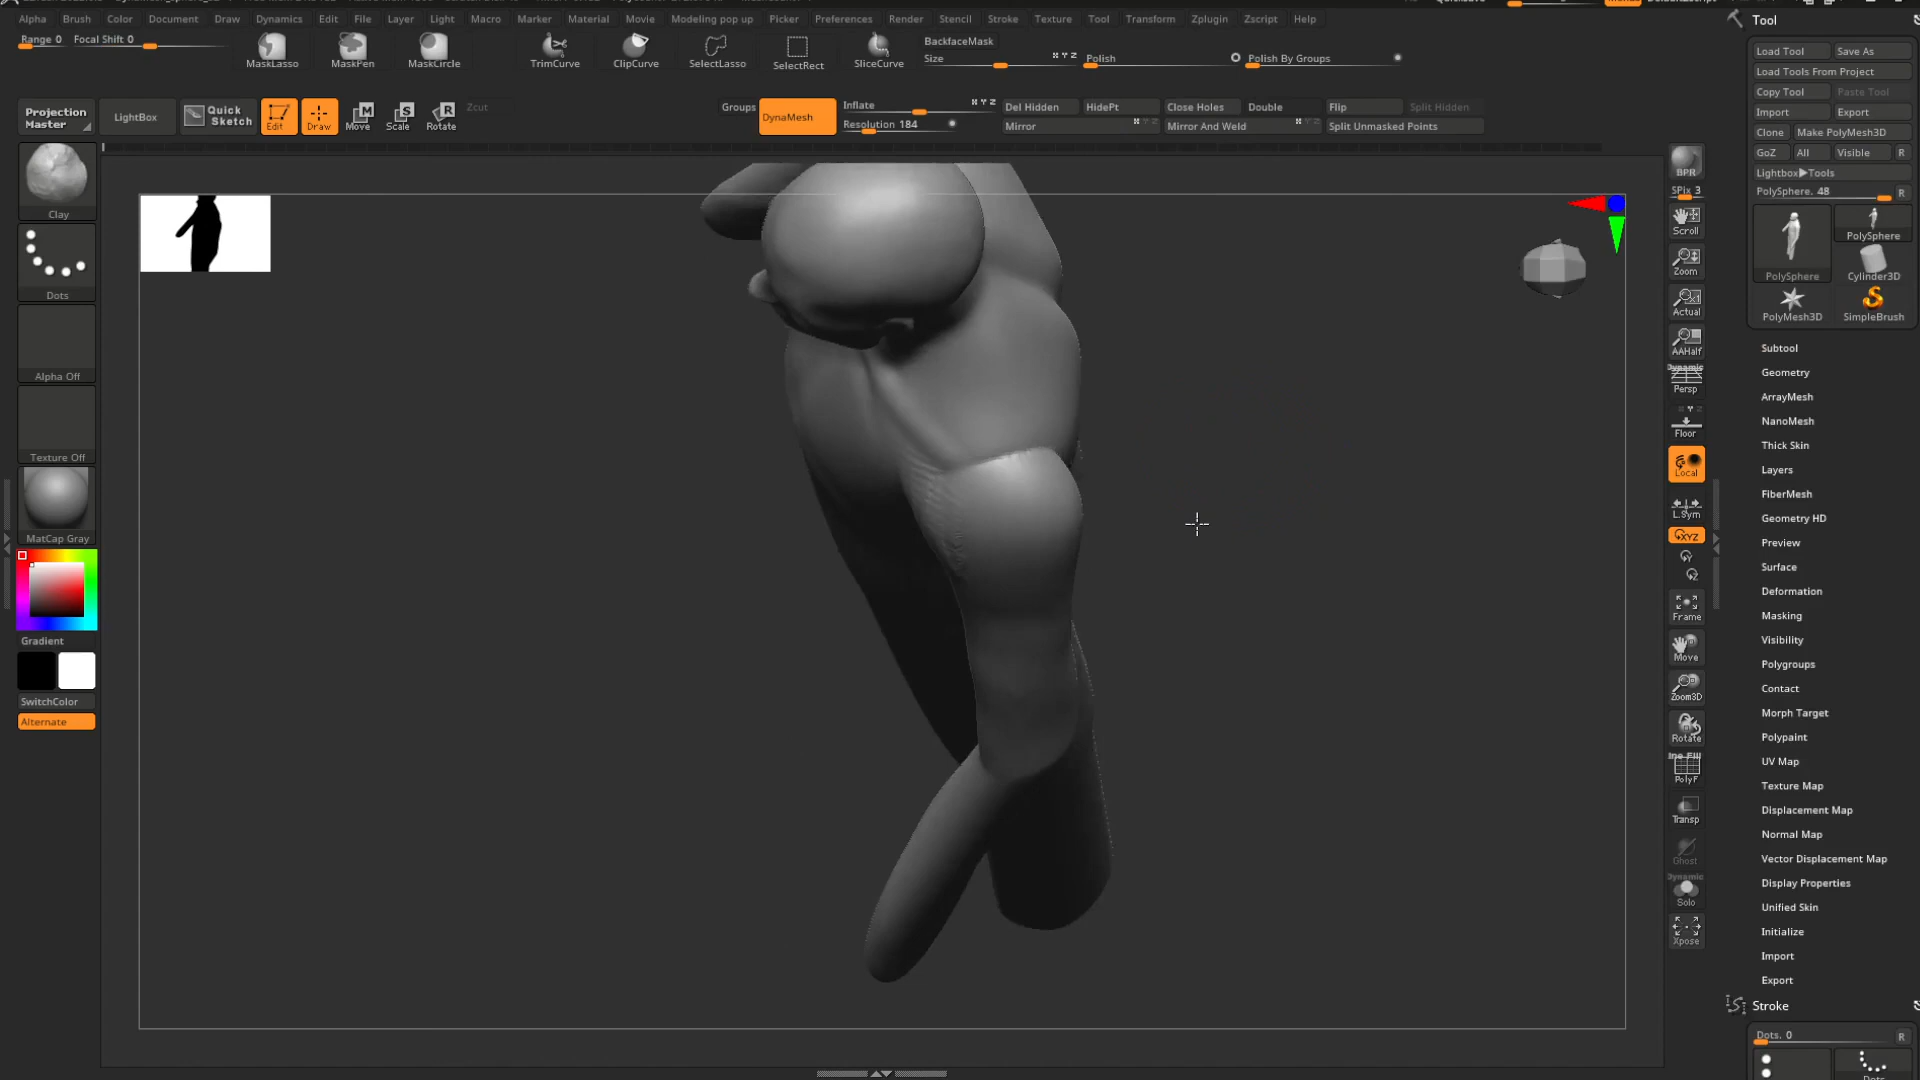 Alpha Brush Color Document Draw Dynamics Edit File Layer Light Macro Marker Material Movie Modeling pop up Picker Preferences Render Stencil Stroke Texture Tool Transform Zplugin Zscript Help
Range 0 Focal Shift 0
MaskLasso MaskPen MaskCircle TrimCurve ClipCurve SelectLasso SelectRect SliceCurve
BackfaceMask
Size X Y Z Polish Polish By Groups
Projection Master
LightBox
Quick Sketch
Edit Draw Move Scale Rotate
Zcut
Groups DynaMesh
Inflate X Y Z
Resolution 184
Del Hidden HidePt Close Holes Double Flip Split Hidden
Mirror Mirror And Weld Split Unmasked Points
Clay
Dots
Alpha Off
Texture Off
MatCap Gray
Gradient
SwitchColor
Alternate
BPR
SPix 3
Scroll
Zoom
Actual
AAHalf
Dynamic
Persp
Floor
Local
L.Sym
XYZ
Y
Z
Frame
Move
Zoom3D
Rotate
Line Fill
PolyF
Transp
Ghost
Dynamic
Solo
Xpose
Tool
Load Tool Save As
Load Tools From Project
Copy Tool Paste Tool
Import Export
Clone Make PolyMesh3D
GoZ All Visible R
Lightbox▶Tools
PolySphere. 48 R
PolySphere PolySphere
Cylinder3D
PolyMesh3D SimpleBrush
Subtool
Geometry
ArrayMesh
NanoMesh
Thick Skin
Layers
FiberMesh
Geometry HD
Preview
Surface
Deformation
Masking
Visibility
Polygroups
Contact
Morph Target
Polypaint
UV Map
Texture Map
Displacement Map
Normal Map
Vector Displacement Map
Display Properties
Unified Skin
Initialize
Import
Export
Stroke
Dots. 0 R